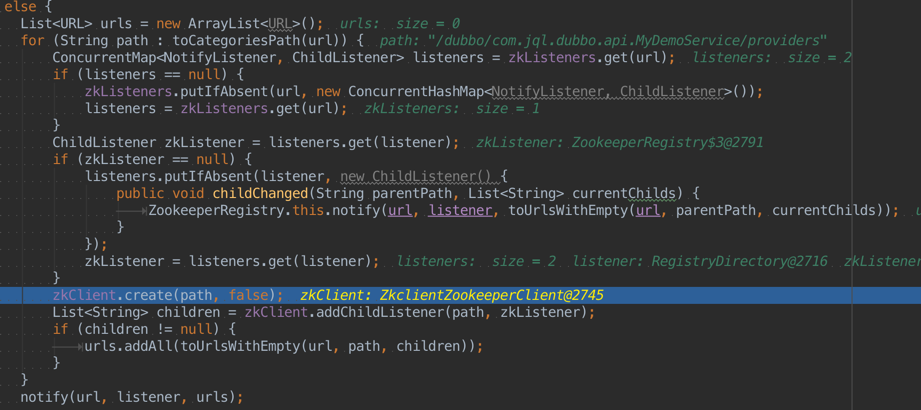 else {
List<URL> urls = new ArrayList<URL>(); urls: size = 0
for (String path : toCategoriesPath(url)) { path: "/dubbo/com.jql.dubbo.api.MyDemoService/providers"
ConcurrentMap<NotifyListener, ChildListener> listeners = zkListeners.get(url); listeners: size = 2
if (listeners == null) {
zkListeners.putIfAbsent(url, new ConcurrentHashMap<NotifyListener, ChildListener>());
listeners = zkListeners.get(url); zkListeners: size = 1
}
ChildListener zkListener = listeners.get(listener); zkListener: ZookeeperRegistry$3@2791
if (zkListener == null) {
listeners.putIfAbsent(listener, new ChildListener() {
public void childChanged(String parentPath, List<String> currentChilds) {
ZookeeperRegistry.this.notify(url, listener, toUrlsWithEmpty(url, parentPath, currentChilds));
}
});
zkListener = listeners.get(listener); listeners: size = 2 listener: RegistryDirectory@2716 zkListener
}
zkClient.create(path, false); zkClient: ZkclientZookeeperClient@2745
List<String> children = zkClient.addChildListener(path, zkListener);
if (children != null) {
urls.addAll(toUrlsWithEmpty(url, path, children));
}
}
notify(url, listener, urls);